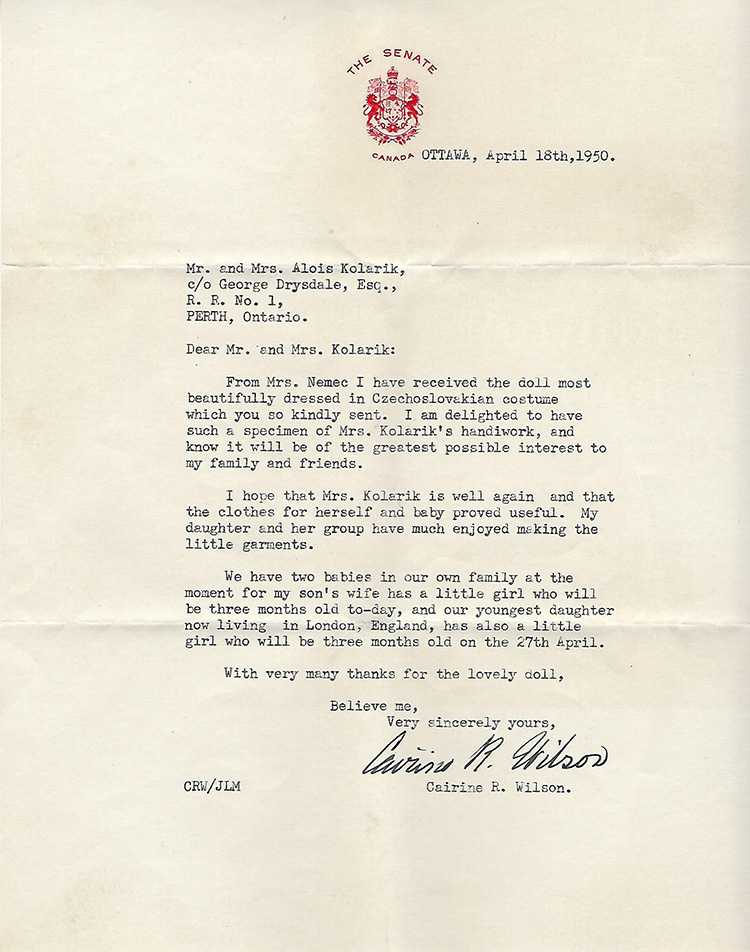 THE SENATE
CANADA OTTAWA, April 18th,1950.
Mr. and Mrs. Alois Kolarik,
c/o George Drysdale, Esq.,
R. R. No. 1,
PERTH, Ontario.
Dear Mr. and Mrs. Kolarik:
From Mrs. Nemec I have received the doll most
beautifully dressed in Czechoslovakian costume
which you so kindly sent. I am delighted to have
such a specimen of Mrs. Kolarik's handiwork, and
know it will be of the greatest possible interest to
my family and friends.
I hope that Mrs. Kolarik is well again and that
the clothes for herself and baby proved useful. My
daughter and her group have much enjoyed making the
little garments.
We have two babies in our own family at the
moment for my son's wife has a little girl who will
be three months old to-day, and our youngest daughter
now living in London, England, has also a little
girl who will be three months old on the 27th April.
With very many thanks for the lovely doll,
Believe me,
Very sincerely yours,
Cairine R. Wilson
CRW/JLM Cairine R. Wilson.